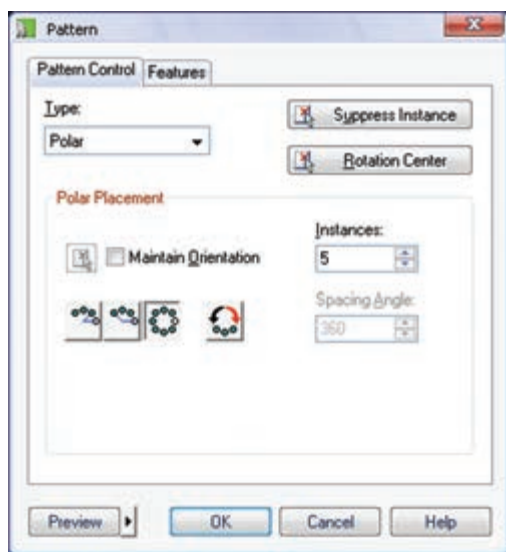 Pattern
Pattern Control Features
Type:
Polar
Suppress Instance
Rotation Center
Polar Placement
Maintain Orientation
Instances:
5
Spacing Angle:
360
Preview OK Cancel Help